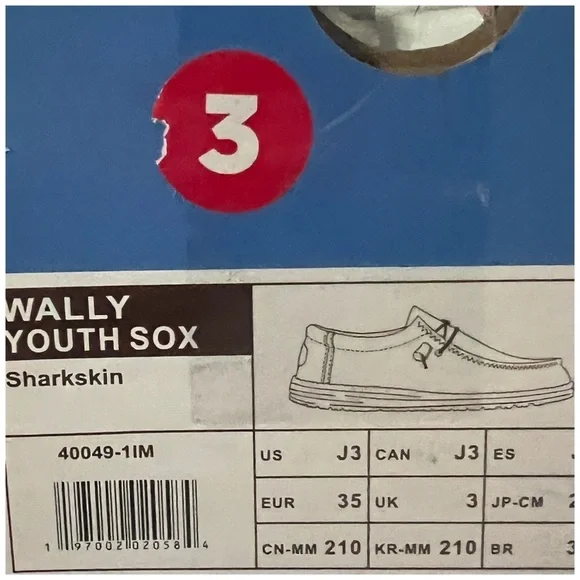 3
WALLY
YOUTH SOX
Sharkskin
40049-1IM
1 97002 02058 4
US J3 CAN J3 ES
EUR 35 UK 3 JP-CM
CN-MM 210 KR-MM 210 BR